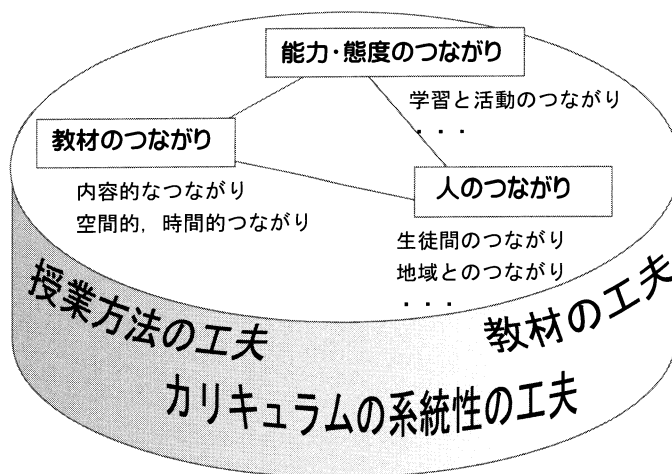 能力・態度のつながり
学習と活動のつながり
・・・
教材のつながり
内容的なつながり
空間的，時間的つながり
人のつながり
生徒間のつながり
地域とのつながり
・・・
授業方法の工夫
教材の工夫
カリキュラムの系統性の工夫